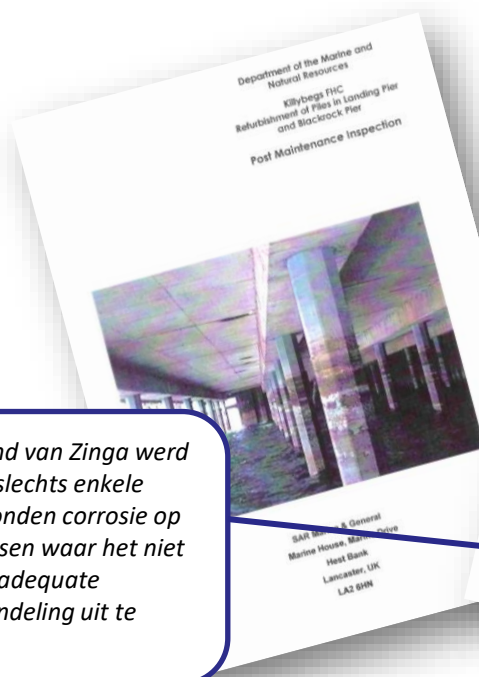 Department of the Marine and
Natural Resources
Killybegs FHC
Refurbishment of Piles in Landing Pier
and Blackrock Pier
Post Maintenance Inspection
nd van Zinga werd
slechts enkele
onden corrosie op
sen waar het niet
adequate
ndeling uit te
SAR & General
Marine House, Drive
Hest Bank
Lancaster, UK
LA2 6HN